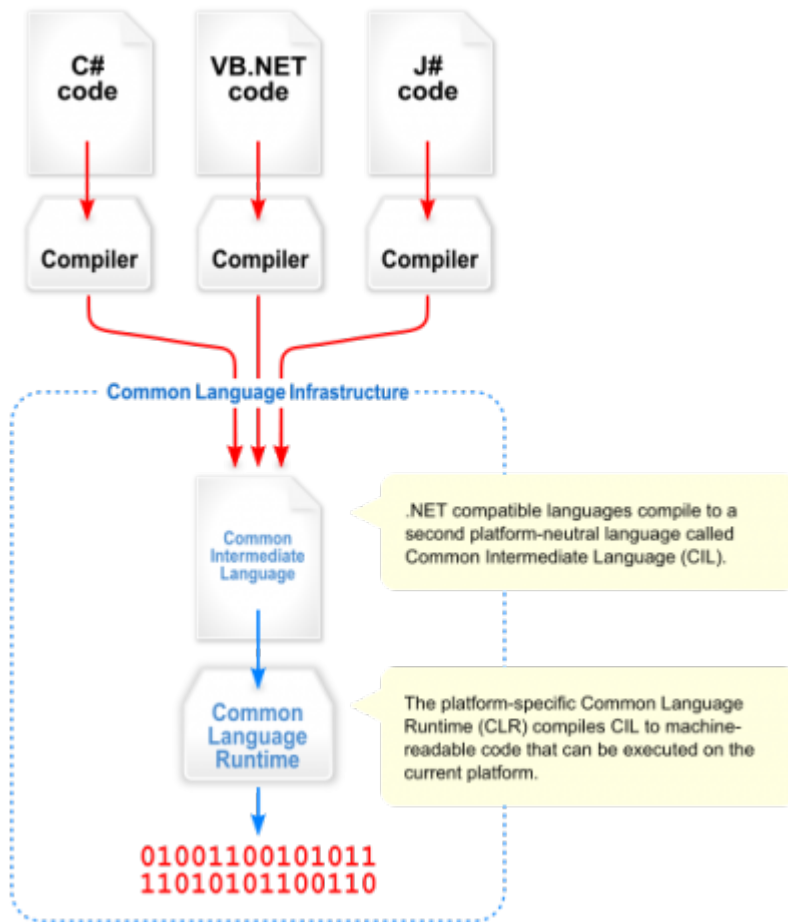 C#
code
VB.NET
code
J#
code
Compiler
Compiler
Compiler
Common Language Infrastructure
Common
Intermediate
Language
.NET compatible languages compile to a
second platform-neutral language called
Common Intermediate Language (CIL).
Common
Language
Runtime
The platform-specific Common Language
Runtime (CLR) compiles CIL to machine-
readable code that can be executed on the
current platform.
01001100101011
11010101100110